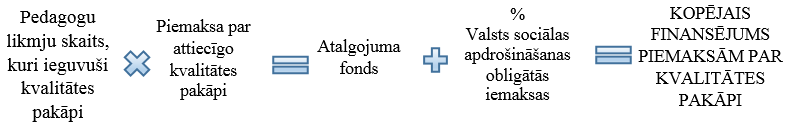 Pedagogu
likmju skaits,
kuri ieguvuši
kvalitātes
pakāpi
Piemaksa par
attiecīgo
kvalitātes
pakāpi
Atalgojuma
fonds
%
Valsts sociālas
apdrošināšanas
obligātās
iemaksas
KOPĒJAIS
FINANSĒJUMS
PIEMAKSĀM PAR
KVALITĀTES
PAKĀPI